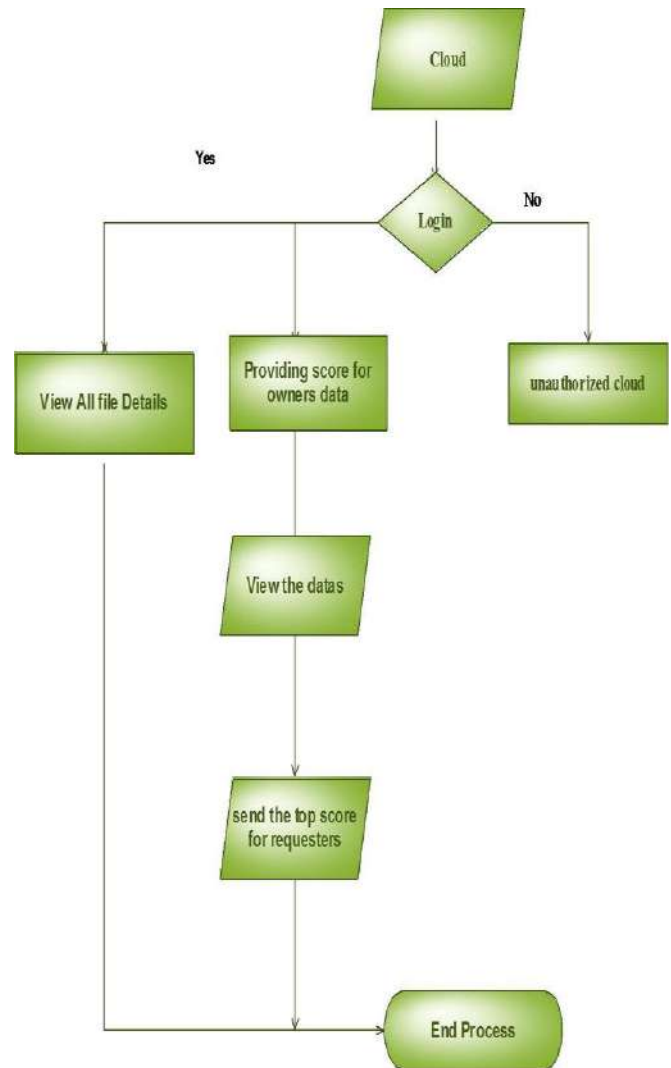 Cloud
Yes
Login
No
View All file Details
Providing score for
owners data
unauthorized cloud
View the datas
send the top score
for requesters
End Process